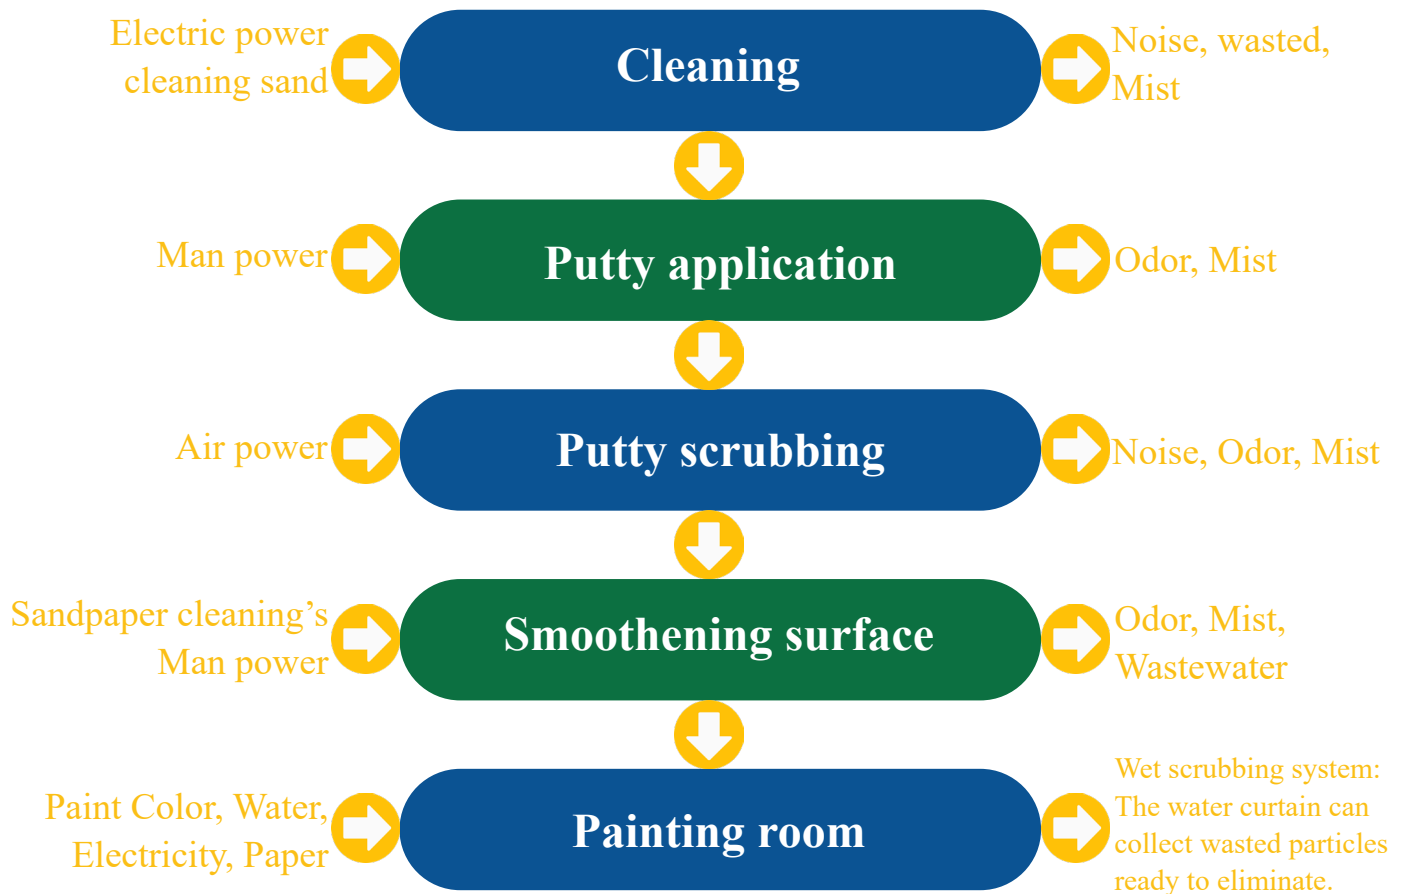 Electric power
cleaning sand
Cleaning
Noise, wasted,
Mist
Man power
Putty application
Odor, Mist
Air power
Putty scrubbing
Noise, Odor, Mist
Sandpaper cleaning’s
Man power
Smoothening surface
Odor, Mist,
Wastewater
Paint Color, Water,
Electricity, Paper
Painting room
Wet scrubbing system:
The water curtain can
collect wasted particles
ready to eliminate.